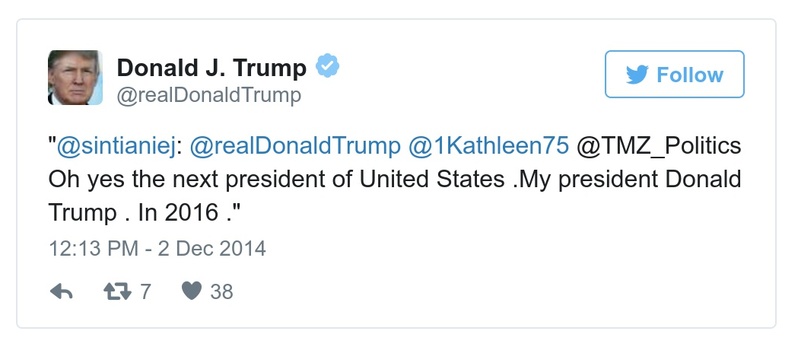 Donald J. Trump
@realDonaldTrump
Follow
"@sintianiej: @realDonaldTrump @1Kathleen75 @TMZ_Politics
Oh yes the next president of United States .My president Donald
Trump . In 2016 ."
12:13 PM - 2 Dec 2014
7 38